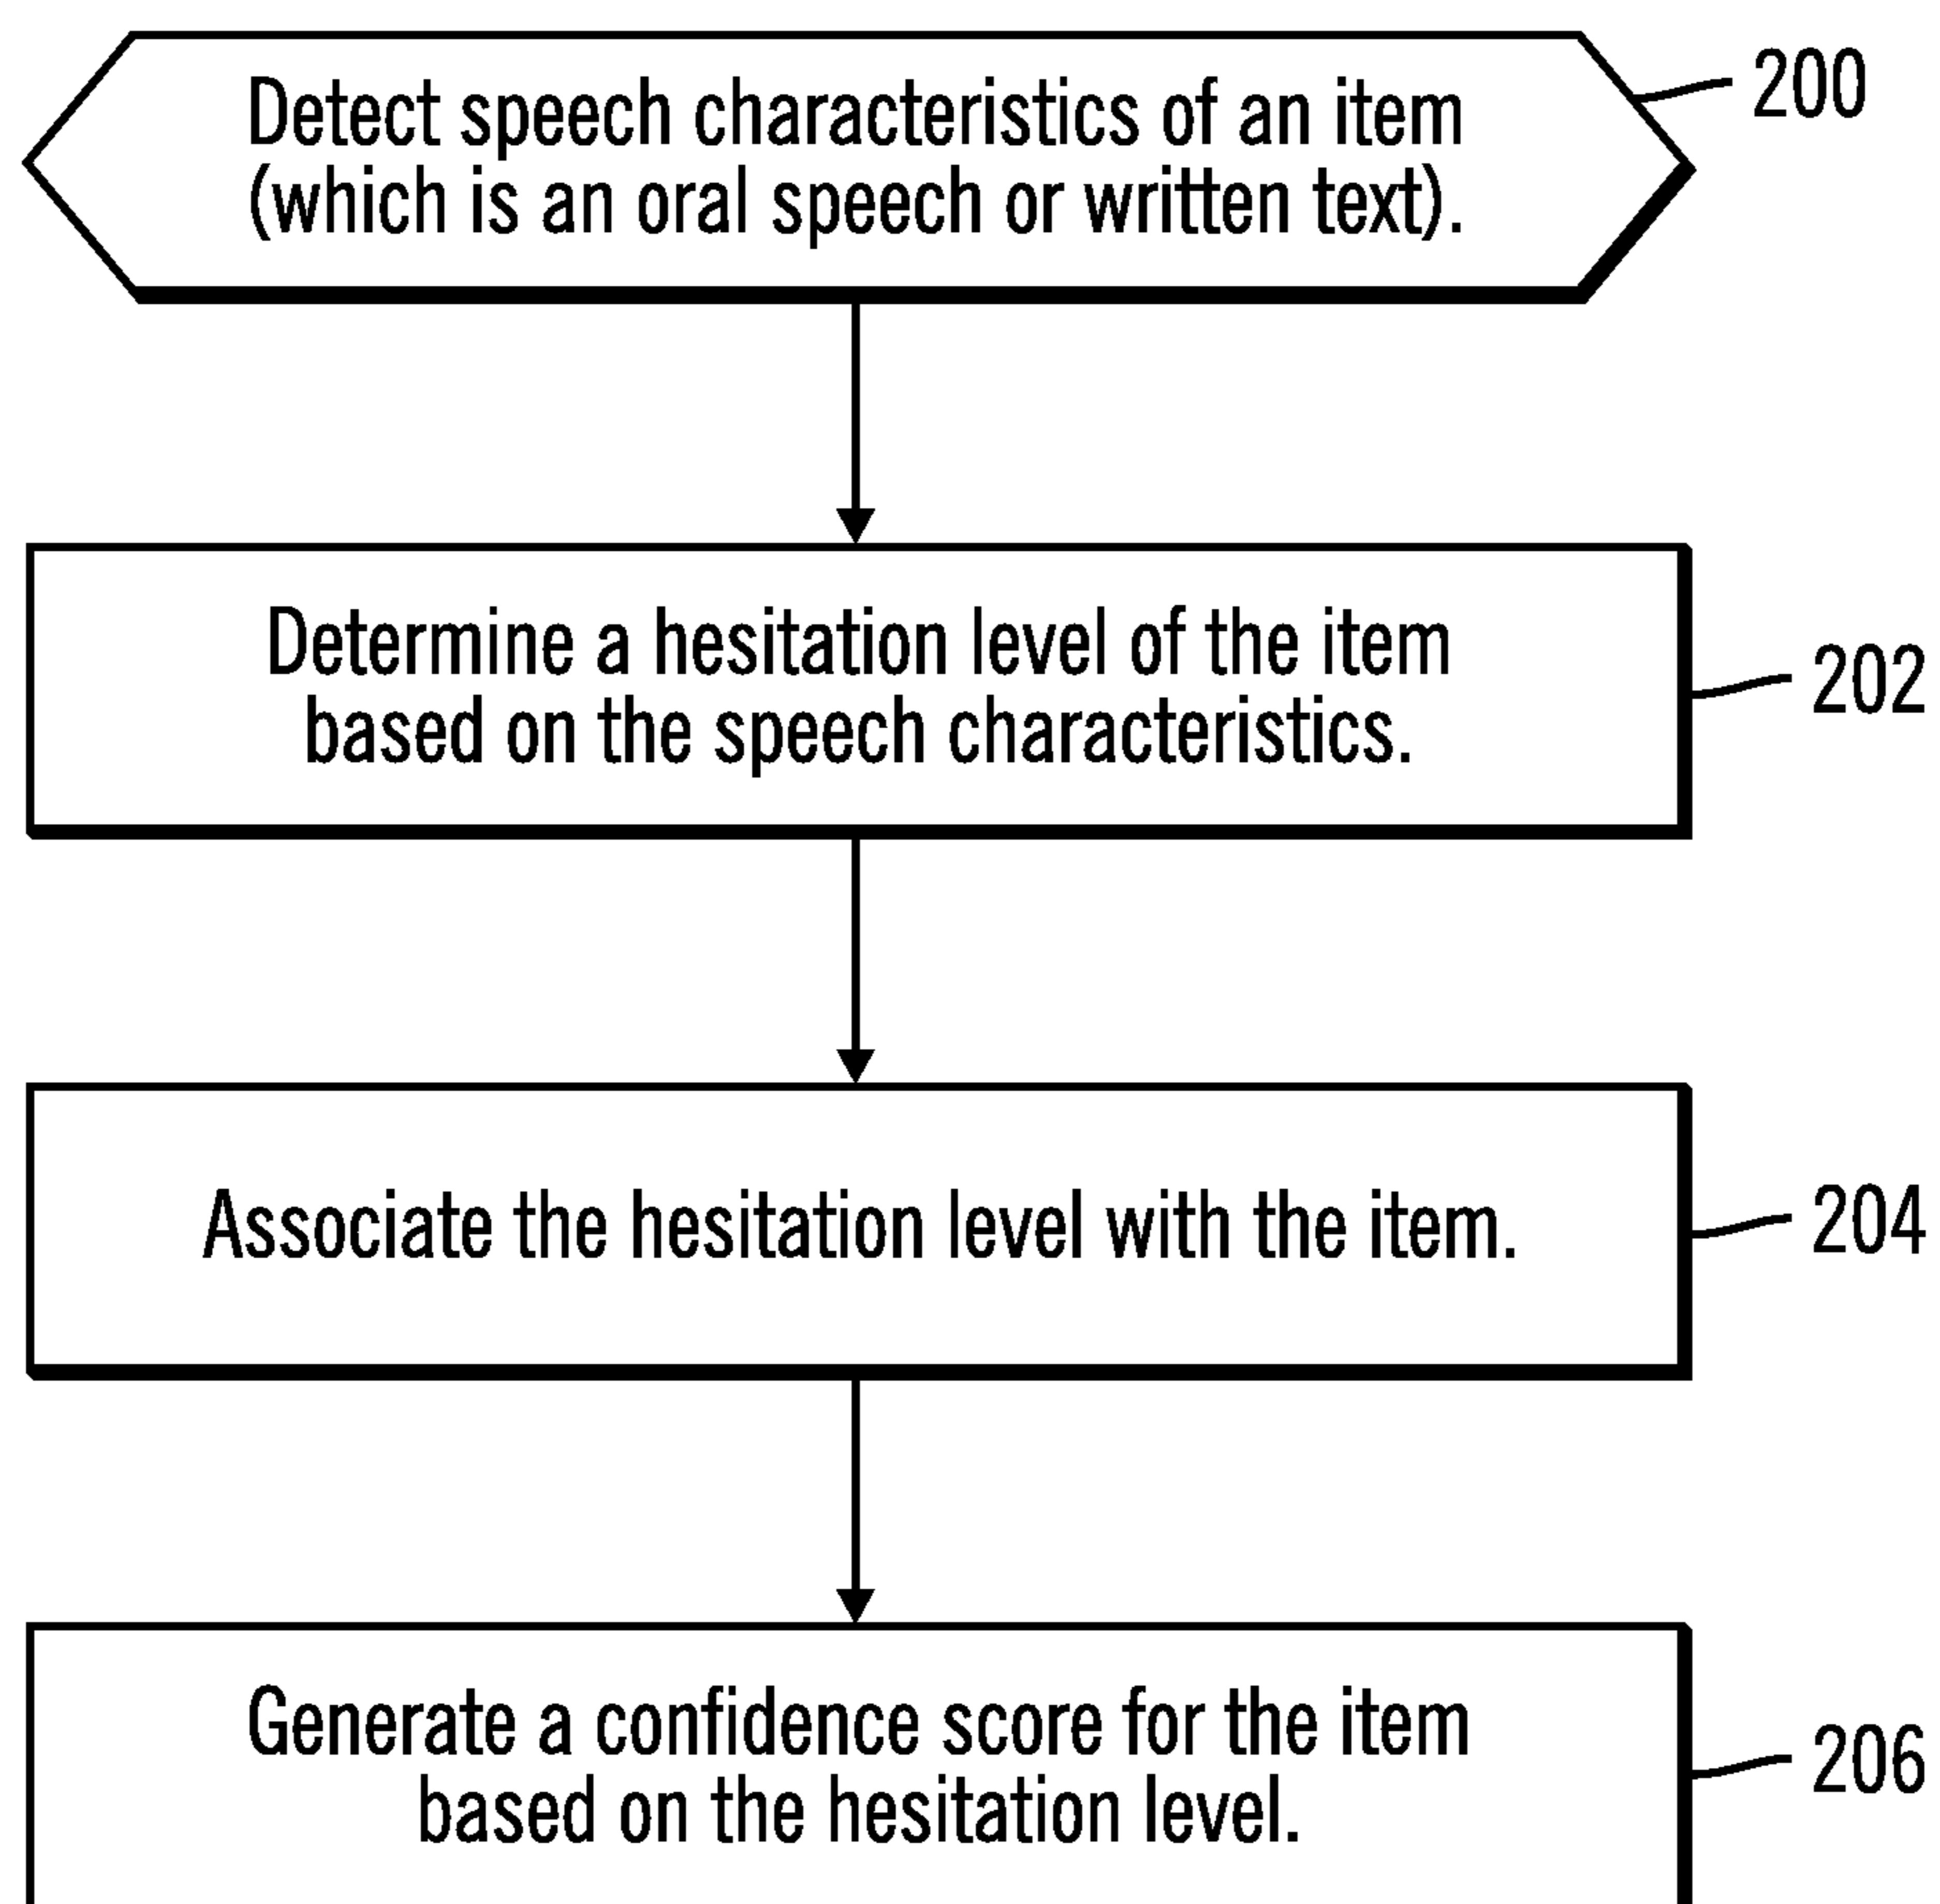 Detect speech characteristics of an item
(which is an oral speech or written text).
200
Determine a hesitation level of the item
based on the speech characteristics.
202
Associate the hesitation level with the item.
204
Generate a confidence score for the item
based on the hesitation level.
206